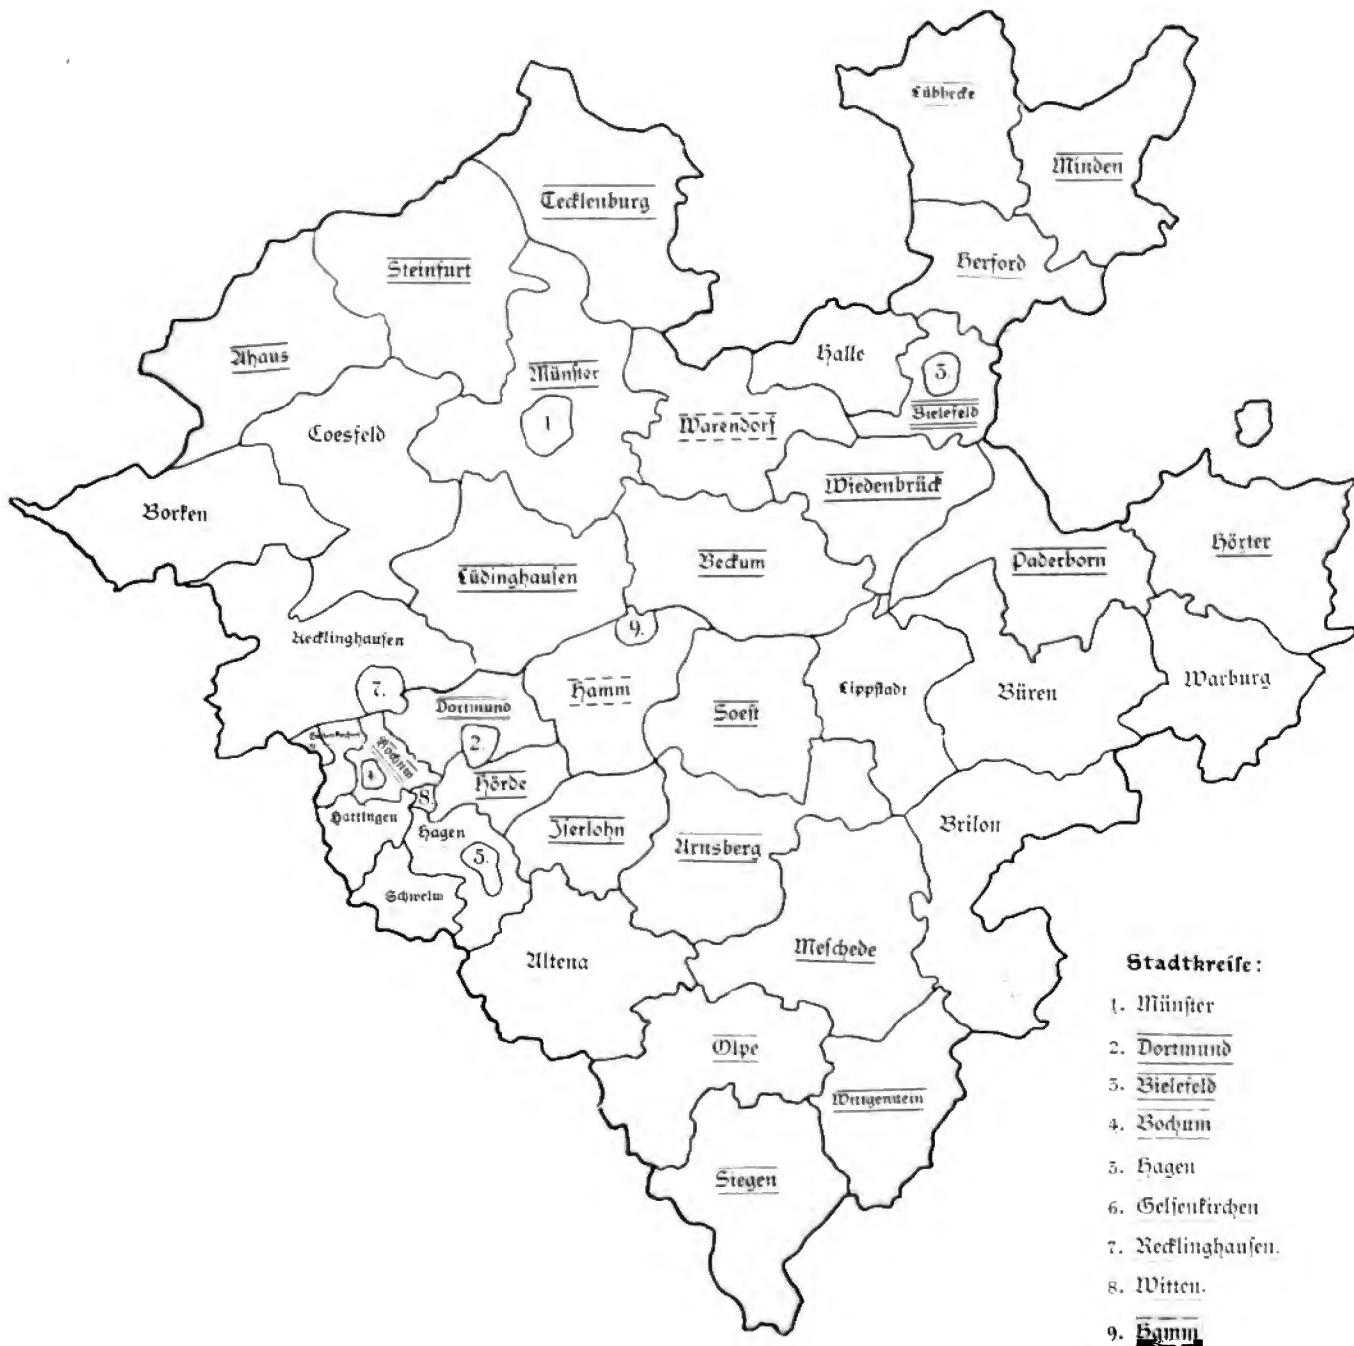 Lübbecke
Minden
Tecklenburg
Herford
Steinfurt
Halle
Ahaus
Münster
3.
Bielefeld
1
Coesfeld
Warendorf
Wiedenbrück
Borken
Höxter
Lüdinghausen
Beckum
Paderborn
9.
Recklinghausen
7.
Hamm
Soest
Lippstadt
Büren
Warburg
Dortmund
2.
Bochum
4.
8.
Hörde
Hattingen
Hagen
5.
Iserlohn
Arnsberg
Brilon
Schwelm
Altena
Meschede
Olpe
Wittgenstein
Siegen
Stadtkreiſe:
1. Münſter
2. Dortmund
3. Bielefeld
4. Bochum
5. Hagen
6. Gelſenkirchen
7. Recklinghauſen.
8. Witten.
9. Hamm